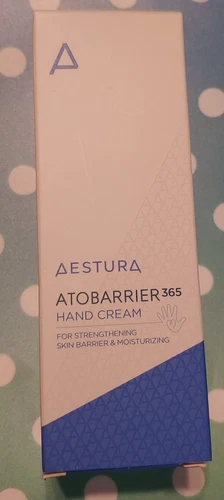 AESTURA
ATOBARRIER 365
HAND CREAM
FOR STRENGTHENING
SKIN BARRIER & MOISTURIZING